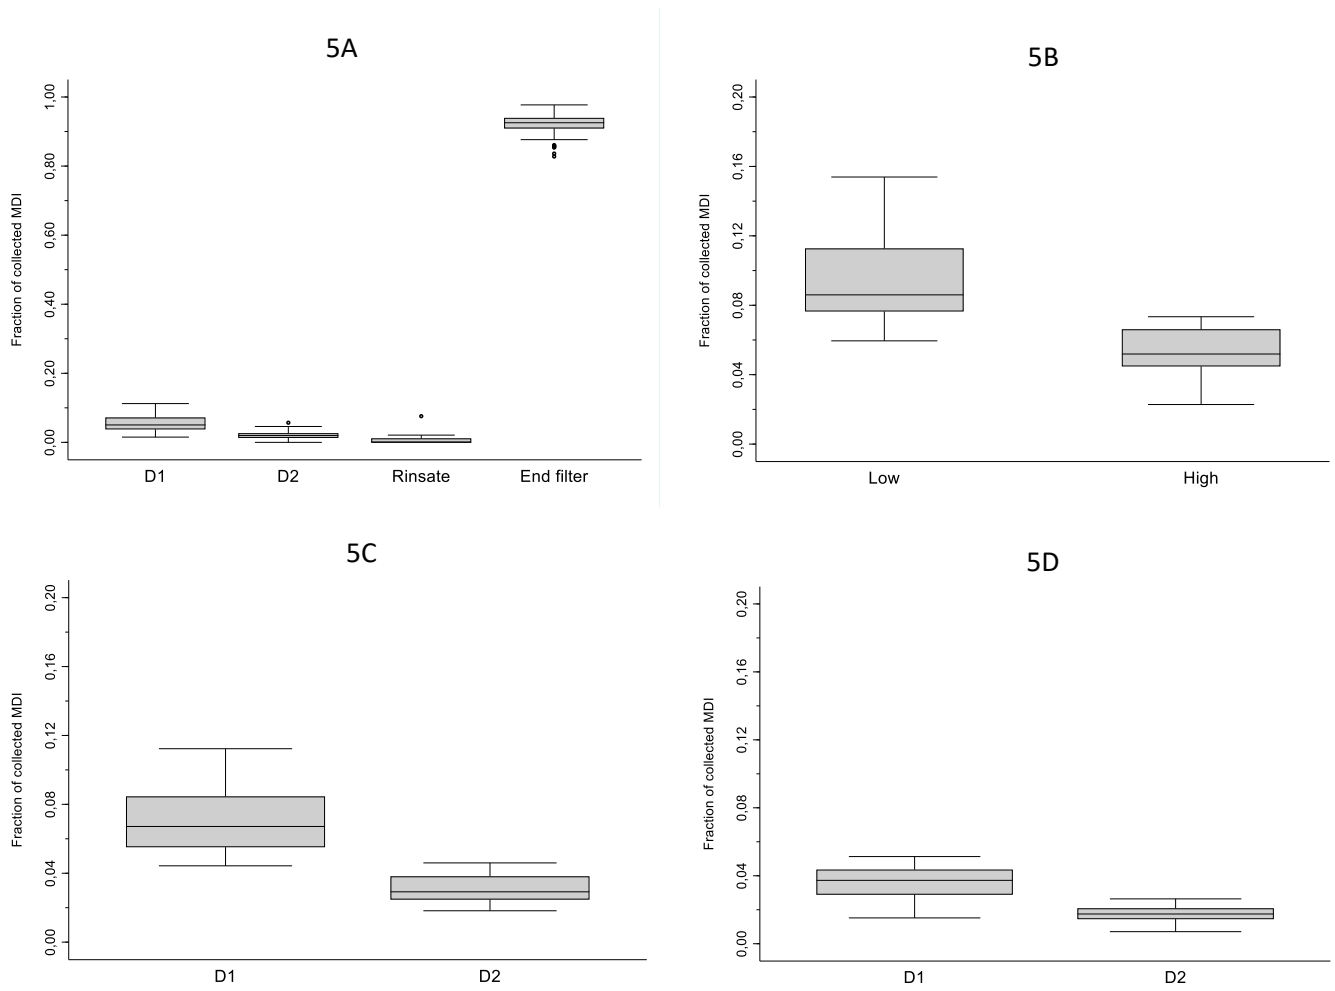 5A
Fraction of collected MDI
1,00
0,80
0,60
0,40
0,20
0,00
D1 D2 Rinsate End filter
5B
Fraction of collected MDI
0,20
0,16
0,12
0,08
0,04
0,00
Low High
5C
Fraction of collected MDI
0,20
0,16
0,12
0,08
0,04
0,00
D1 D2
5D
Fraction of collected MDI
0,20
0,16
0,12
0,08
0,04
0,00
D1 D2